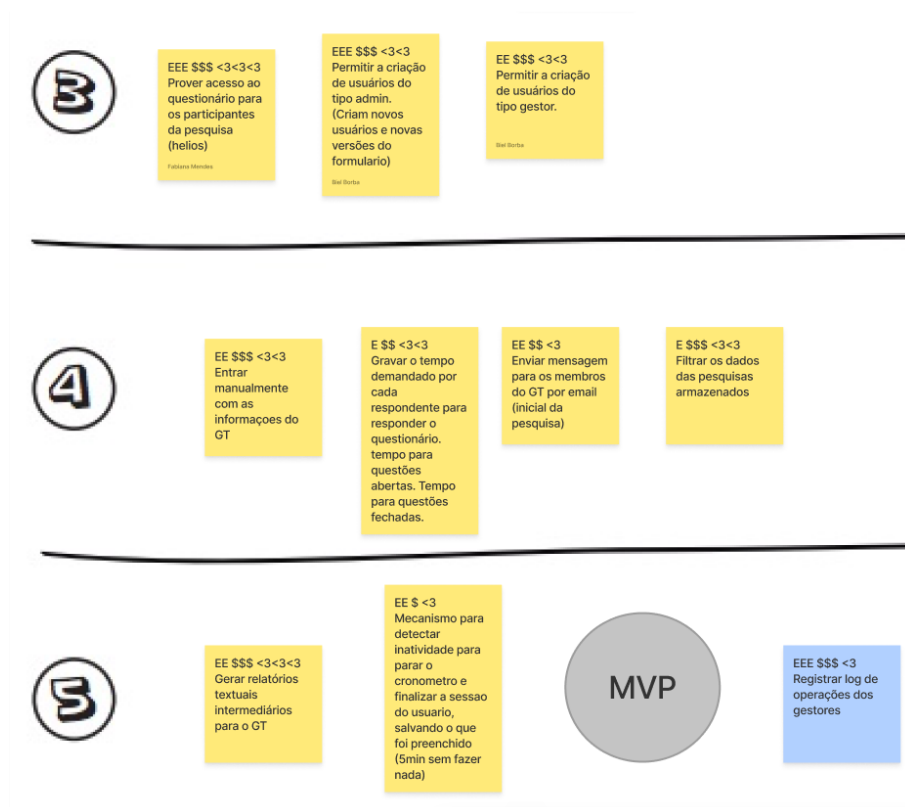 3
EEE $$$ <3<3<3
Prover acesso ao
questionário para
os participantes
da pesquisa
(helios)
Fabiana Mendes
EEE $$$ <3<3
Permitir a criação
de usuários do
tipo admin.
(Criam novos
usuários e novas
versões do
formulario)
Biel Borba
EE $$$ <3<3
Permitir a criação
de usuários do
tipo gestor.
Biel Borba
4
EE $$$ <3<3
Entrar
manualmente
com as
informaçoes do
GT
E $$ <3<3
Gravar o tempo
demandado por
cada
respondente para
responder o
questionário.
tempo para
questões
abertas. Tempo
para questões
fechadas.
EE $$ <3<3
Enviar mensagem
para os membros
do GT por email
(inicial da
pesquisa)
E $$$ <3<3
Filtrar os dados
das pesquisas
armazenados
5
EE $$$ <3<3<3
Gerar relatórios
textuais
intermediários
para o GT
EE $ <3
Mecanismo para
detectar
inatividade para
parar o
cronometro e
finalizar a sessao
do usuario,
salvando o que
foi preenchido
(5min sem fazer
nada)
MVP
EEE $$$ <3
Registrar log de
operações dos
gestores